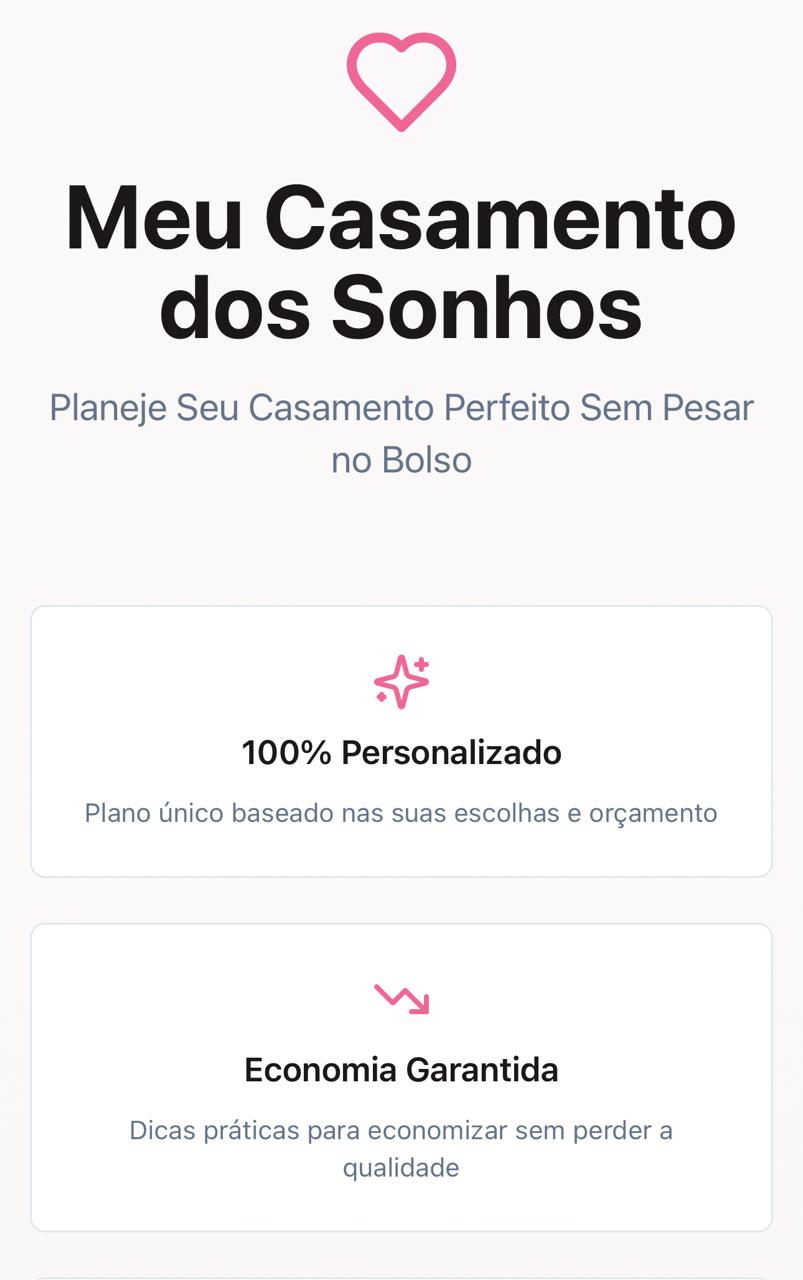 Meu Casamento
dos Sonhos
Planeje Seu Casamento Perfeito Sem Pesar
no Bolso
100% Personalizado
Plano único baseado nas suas escolhas e orçamento
Economia Garantida
Dicas práticas para economizar sem perder a
qualidade